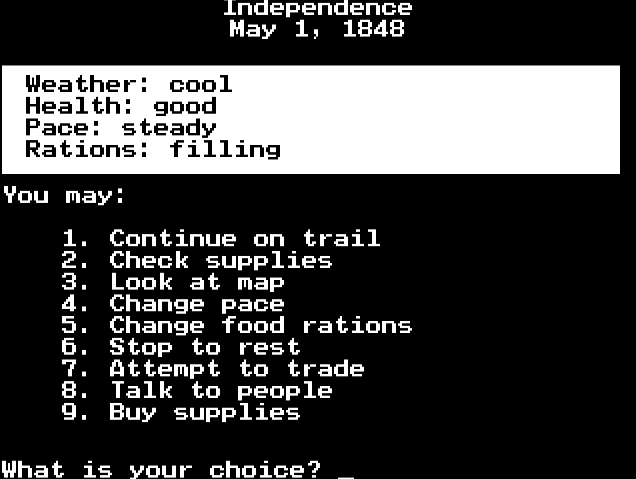 Independence
May 1, 1848
Weather: cool
Health: good
Pace: steady
Rations: filling
You may:
1. Continue on trail
2. Check supplies
3. Look at map
4. Change pace
5. Change food rations
6. Stop to rest
7. Attempt to trade
8. Talk to people
9. Buy supplies
What is your choice? _